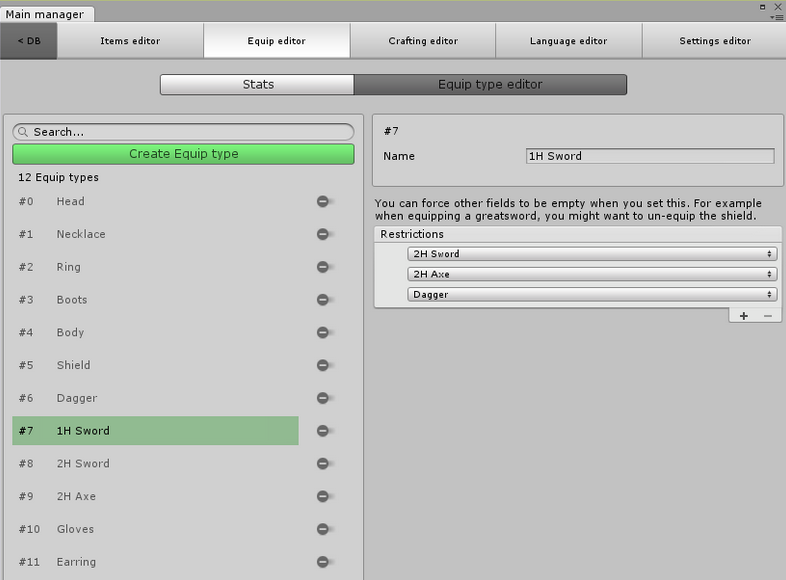 Main manager
< DB
Items editor
Equip editor
Crafting editor
Language editor
Settings editor
Stats
Equip type editor
Search...
Create Equip type
12 Equip types
#0 Head
#1 Necklace
#2 Ring
#3 Boots
#4 Body
#5 Shield
#6 Dagger
#7 1H Sword
#8 2H Sword
#9 2H Axe
#10 Gloves
#11 Earring
#7
Name 1H Sword
You can force other fields to be empty when you set this. For example
when equipping a greatsword, you might want to un-equip the shield.
Restrictions
2H Sword
2H Axe
Dagger